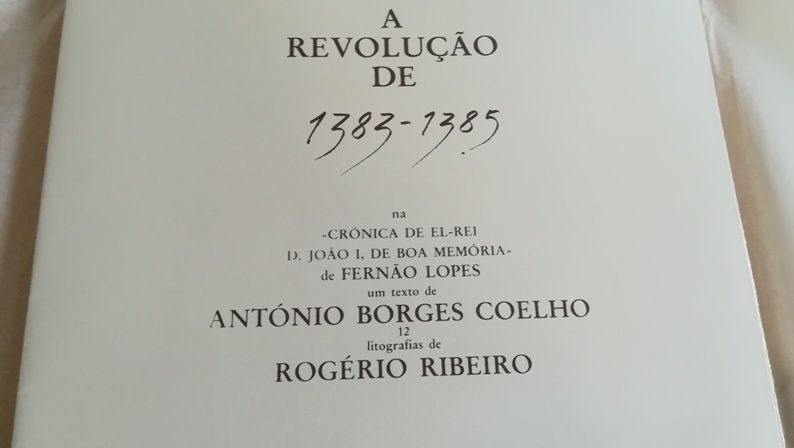 A
REVOLUÇÃO
DE
1383-1385
na
«CRÓNICA DE EL-REI
D. JOÃO I, DE BOA MEMÓRIA»
de FERNÃO LOPES
um texto de
ANTÓNIO BORGES COELHO
12
litografias de
ROGÉRIO RIBEIRO